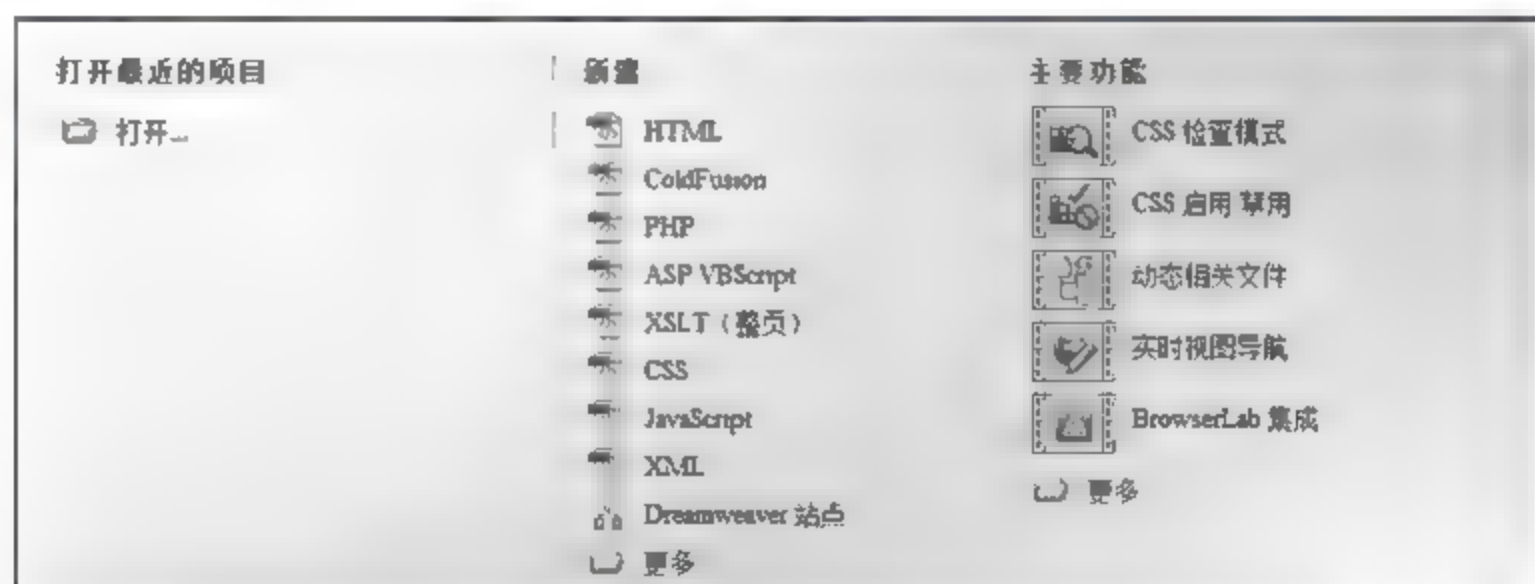 打开最近的项目
打开...
新建
HTML
ColdFusion
PHP
ASP VBScript
XSLT（整页）
CSS
JavaScript
XML
Dreamweaver 站点
更多
主要功能
CSS 检查模式
CSS 启用 禁用
动态相关文件
实时视图导航
BrowserLab 集成
更多